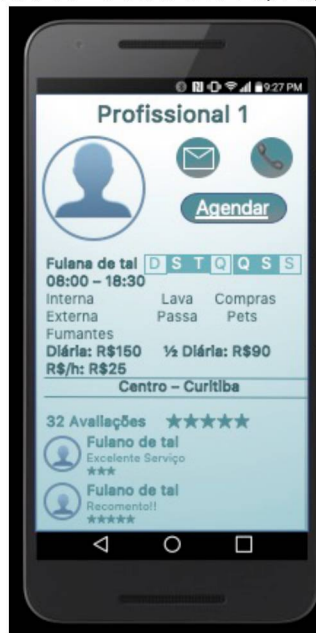 9:27 PM
Profissional 1
Agendar
Fulana de tal D S T Q Q S S
08:00 – 18:30
Interna Lava Compras
Externa Passa Pets
Fumantes
Diária: R$150 ½ Diária: R$90
R$/h: R$25
Centro – Curitiba
32 Avaliações ★★★★★
Fulano de tal
Excelente Serviço
★★★
Fulano de tal
Recomento!!
★★★★★